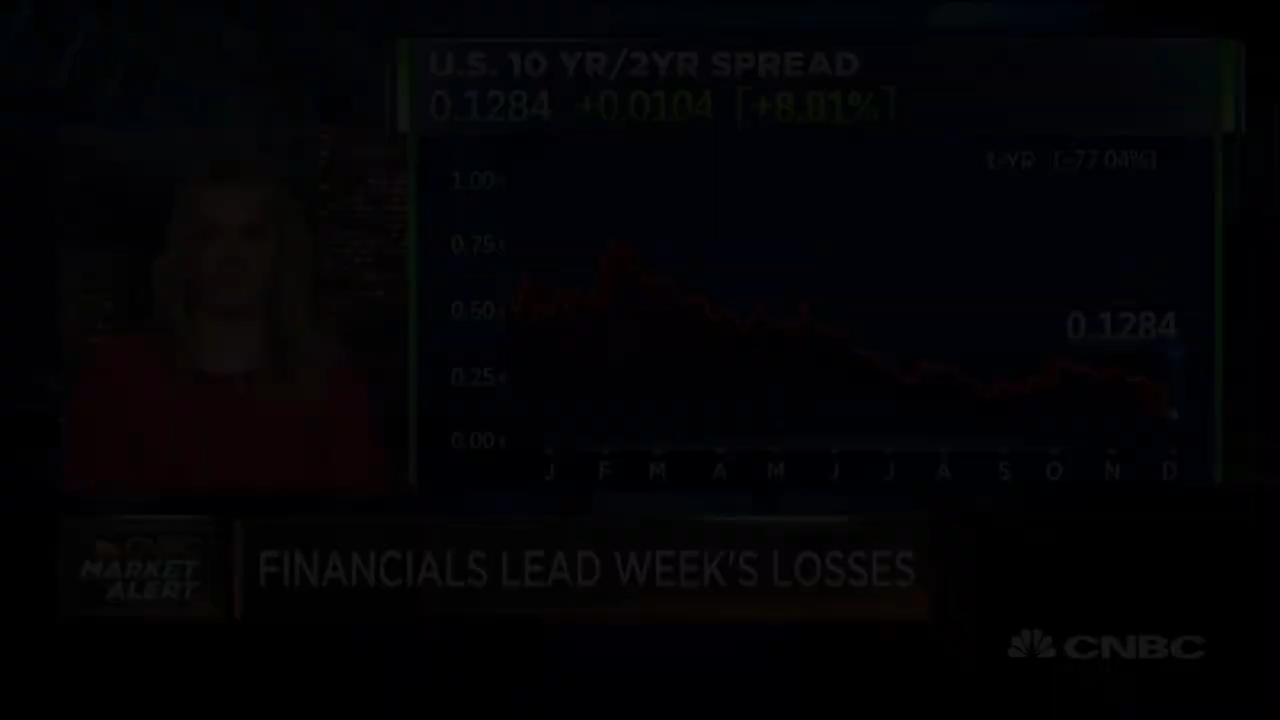 U.S. 10 YR/2YR SPREAD
0.1284 +0.0104 [+8.81%]
1-YR [-77.04%]
1.00
0.75
0.50
0.1284
0.25
0.00
J F M A M J J A S O N D
MARKET
ALERT
FINANCIALS LEAD WEEK'S LOSSES
CNBC